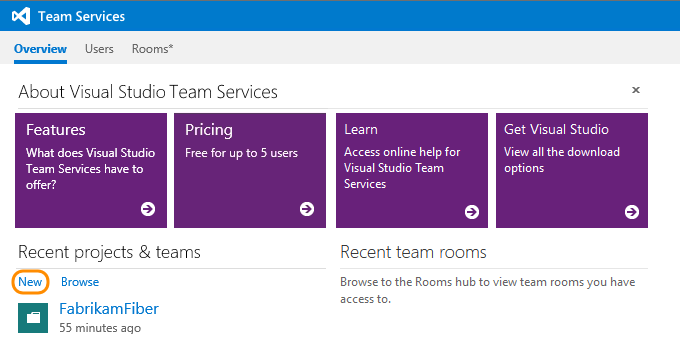 Team Services
Overview Users Rooms*
About Visual Studio Team Services ×
Features
What does Visual Studio
Team Services have to
offer?
Pricing
Free for up to 5 users
Learn
Access online help for
Visual Studio Team
Services
Get Visual Studio
View all the download
options
Recent projects & teams
New Browse
FabrikamFiber
55 minutes ago
Recent team rooms
Browse to the Rooms hub to view team rooms you have
access to.